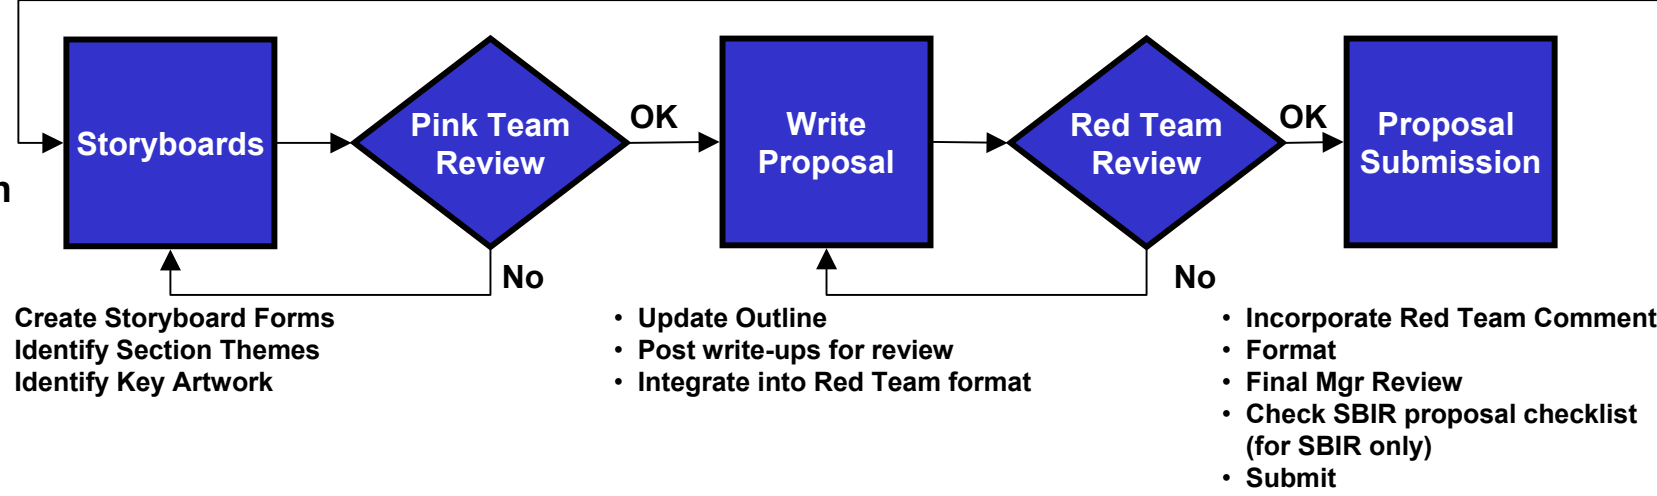 Storyboards
Pink Team
Review
OK
Write
Proposal
Red Team
Review
OK
Proposal
Submission
No
No
Create Storyboard Forms
Identify Section Themes
Identify Key Artwork
• Update Outline
• Post write-ups for review
• Integrate into Red Team format
• Incorporate Red Team Comment
• Format
• Final Mgr Review
• Check SBIR proposal checklist
(for SBIR only)
• Submit